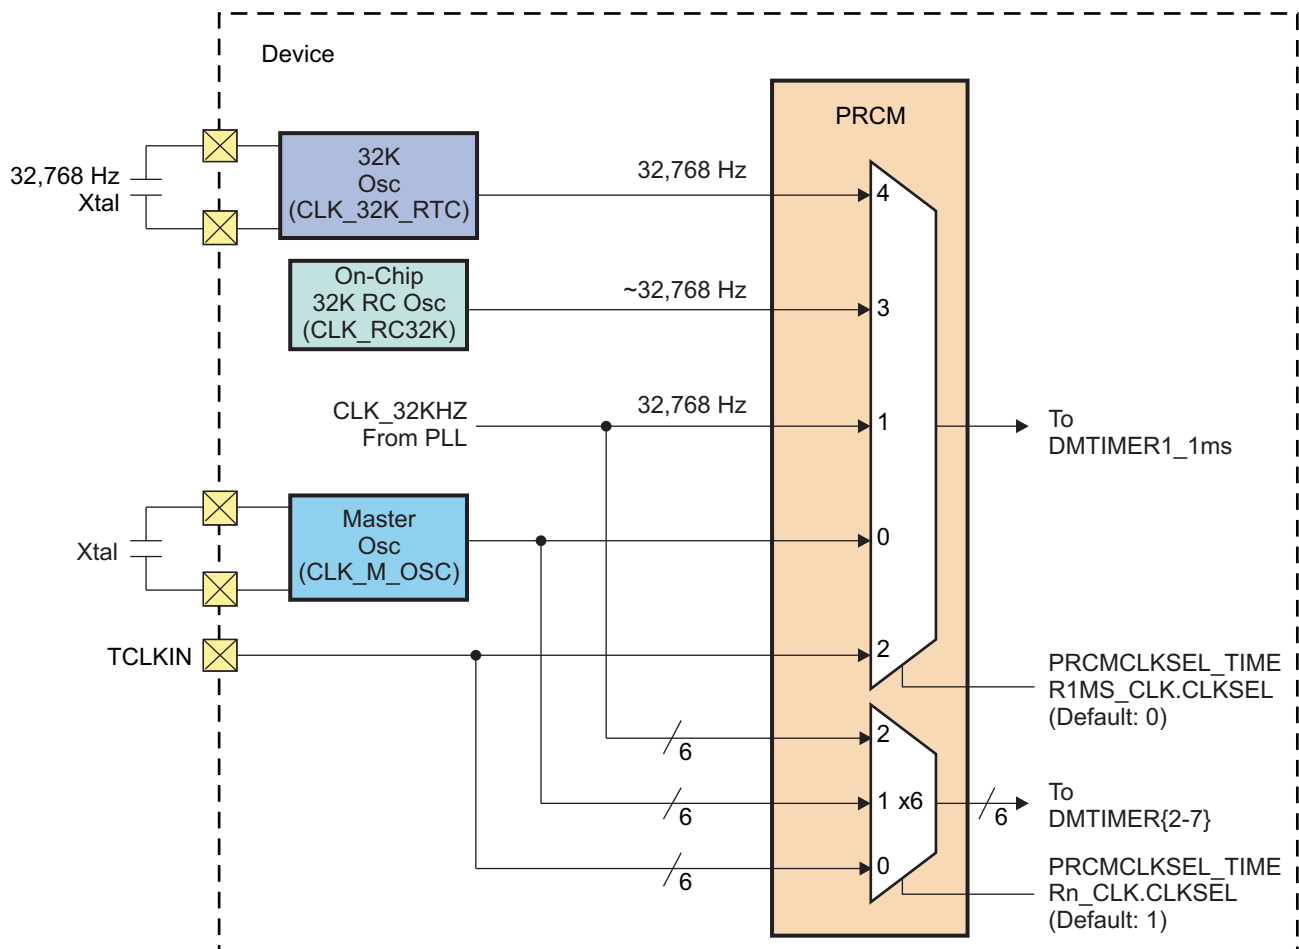 Device
PRCM
32,768 Hz
Xtal
32K
Osc
(CLK_32K_RTC)
32,768 Hz
4
On-Chip
32K RC Osc
(CLK_RC32K)
~32,768 Hz
3
CLK_32KHZ
From PLL
32,768 Hz
1
To
DMTIMER1_1ms
Xtal
Master
Osc
(CLK_M_OSC)
0
TCLKIN
2
PRCMCLKSEL_TIME
R1MS_CLK.CLKSEL
(Default: 0)
6
2
6
1 x6
6
To
DMTIMER{2-7}
6
0
PRCMCLKSEL_TIME
Rn_CLK.CLKSEL
(Default: 1)